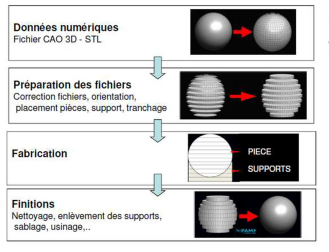 Données numériques
Fichier CAO 3D - STL
Préparation des fichiers
Correction fichiers, orientation,
placement pièces, support, tranchage
Fabrication
PIECE
SUPPORTS
Finitions
Nettoyage, enlèvement des supports,
sablage, usinage,..